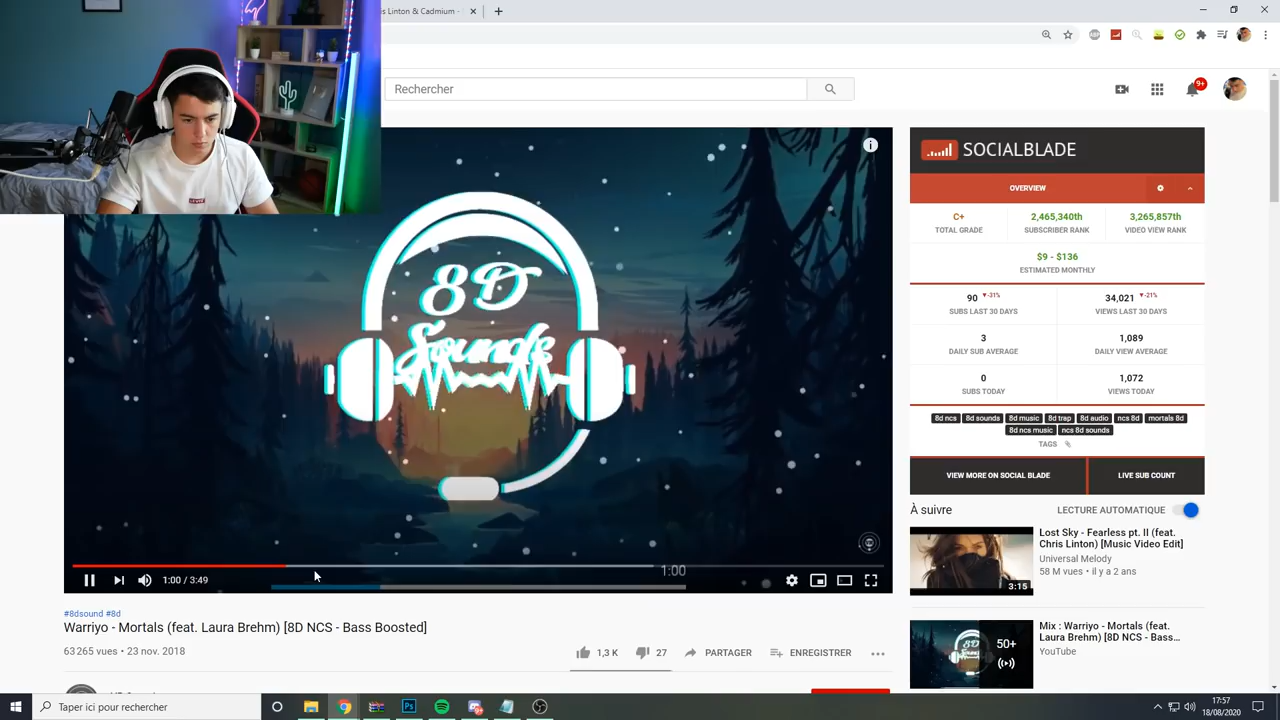 is Linton & Cadmium -
Rechercher
9+
8D
Sounds
1:00 / 3:49
1:00
SOCIALBLADE
OVERVIEW
C+
TOTAL GRADE
2,465,340th
SUBSCRIBER RANK
3,265,857th
VIDEO VIEW RANK
$9 - $136
ESTIMATED MONTHLY
90 ▼-31%
SUBS LAST 30 DAYS
34,021 ▼-21%
VIEWS LAST 30 DAYS
3
DAILY SUB AVERAGE
1,089
DAILY VIEW AVERAGE
0
SUBS TODAY
1,072
VIEWS TODAY
8d ncs 8d sounds 8d music 8d trap 8d audio ncs 8d mortals 8d
8d ncs music ncs 8d sounds
TAGS
VIEW MORE ON SOCIAL BLADE
LIVE SUB COUNT
À suivre
LECTURE AUTOMATIQUE
Lost Sky - Fearless pt. II (feat.
Chris Linton) [Music Video Edit]
Universal Melody
58 M vues • il y a 2 ans
3:15
Mix : Warriyo - Mortals (feat.
Laura Brehm) [8D NCS - Bass...
YouTube
50+
#8dsound #8d
Warriyo - Mortals (feat. Laura Brehm) [8D NCS - Bass Boosted]
63 265 vues • 23 nov. 2018
1,3 K
27
PARTAGER
ENREGISTRER
Taper ici pour rechercher
17:57
18/08/2020